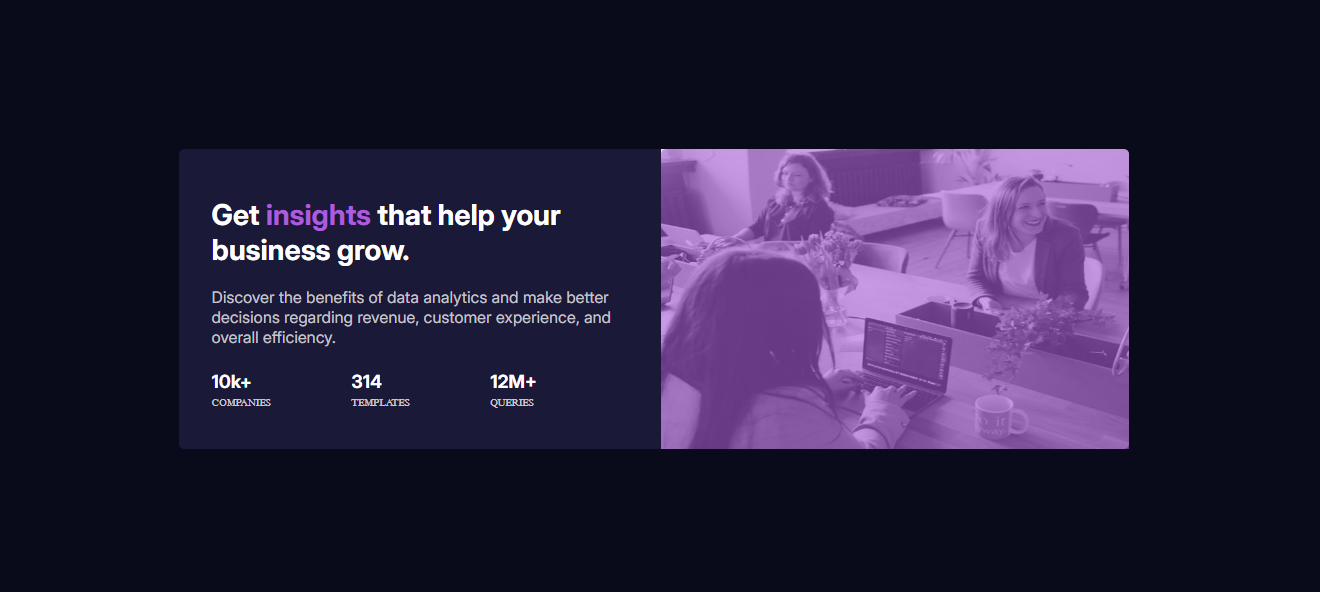 Get insights that help your
business grow.
Discover the benefits of data analytics and make better
decisions regarding revenue, customer experience, and
overall efficiency.
10k+ 314 12M+
COMPANIES TEMPLATES QUERIES